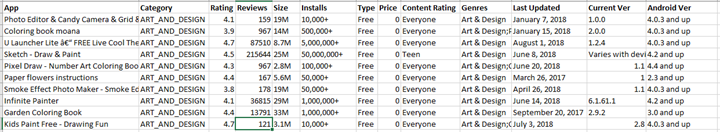 App Category Rating Reviews Size Installs Type Price Content Rating Genres Last Updated Current Ver Android Ver
Photo Editor & Candy Camera & Grid & ART_AND_DESIGN 4.1 159 19M 10,000+ Free 0 Everyone Art & Design January 7, 2018 1.0.0 4.0.3 and up
Coloring book moana ART_AND_DESIGN 3.9 967 14M 500,000+ Free 0 Everyone Art & Design;P January 15, 2018 2.0.0 4.0.3 and up
U Launcher Lite â€“ FREE Live Cool The ART_AND_DESIGN 4.7 87510 8.7M 5,000,000+ Free 0 Everyone Art & Design August 1, 2018 1.2.4 4.0.3 and up
Sketch - Draw & Paint ART_AND_DESIGN 4.5 215644 25M 50,000,000+ Free 0 Teen Art & Design June 8, 2018 Varies with devi 4.2 and up
Pixel Draw - Number Art Coloring Boo ART_AND_DESIGN 4.3 967 2.8M 100,000+ Free 0 Everyone Art & Design;C June 20, 2018 1.1 4.4 and up
Paper flowers instructions ART_AND_DESIGN 4.4 167 5.6M 50,000+ Free 0 Everyone Art & Design March 26, 2017 1 2.3 and up
Smoke Effect Photo Maker - Smoke Ed ART_AND_DESIGN 3.8 178 19M 50,000+ Free 0 Everyone Art & Design April 26, 2018 1.1 4.0.3 and up
Infinite Painter ART_AND_DESIGN 4.1 36815 29M 1,000,000+ Free 0 Everyone Art & Design June 14, 2018 6.1.61.1 4.2 and up
Garden Coloring Book ART_AND_DESIGN 4.4 13791 33M 1,000,000+ Free 0 Everyone Art & Design September 20, 2017 2.9.2 3.0 and up
Kids Paint Free - Drawing Fun ART_AND_DESIGN 4.7 121 3.1M 10,000+ Free 0 Everyone Art & Design;C July 3, 2018 2.8 4.0.3 and up